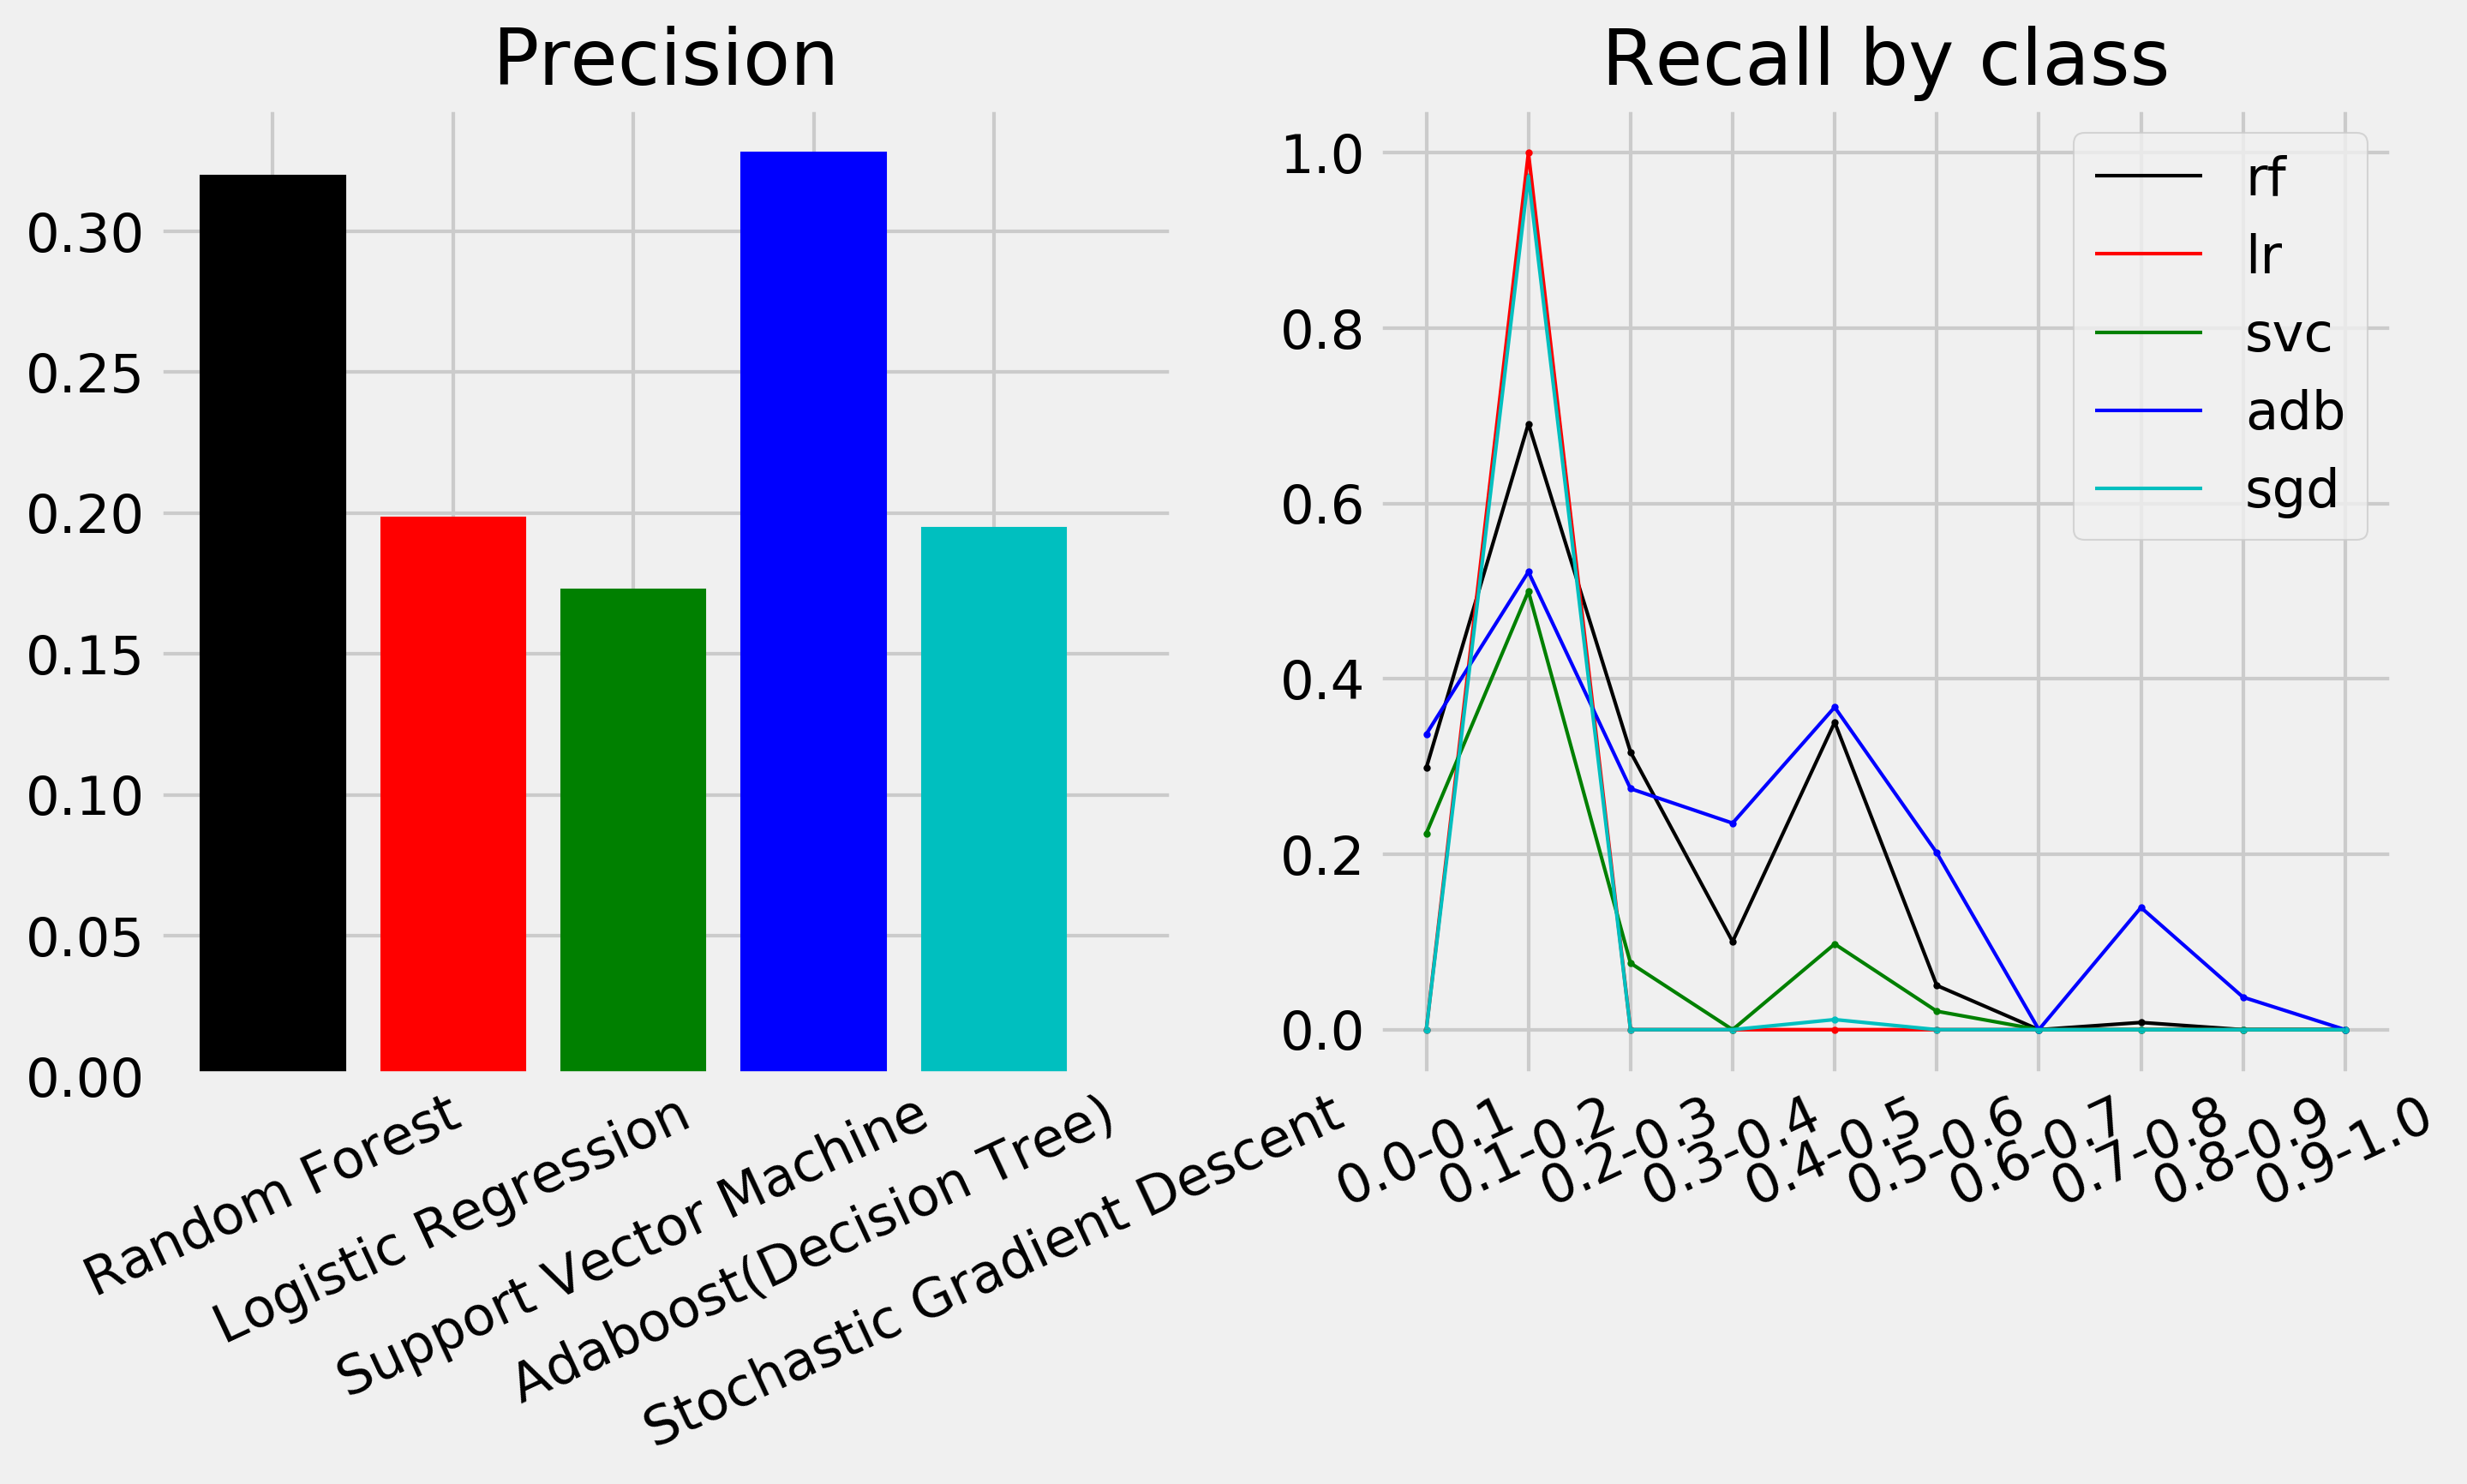 Precision
0.30
0.25
0.20
0.15
0.10
0.05
0.00
Random Forest
Logistic Regression
Support Vector Machine
Adaboost(Decision Tree)
Stochastic Gradient Descent
Recall by class
1.0
0.8
0.6
0.4
0.2
0.0
0.0-0.1
0.1-0.2
0.2-0.3
0.3-0.4
0.4-0.5
0.5-0.6
0.6-0.7
0.7-0.8
0.8-0.9
0.9-1.0
rf
lr
svc
adb
sgd